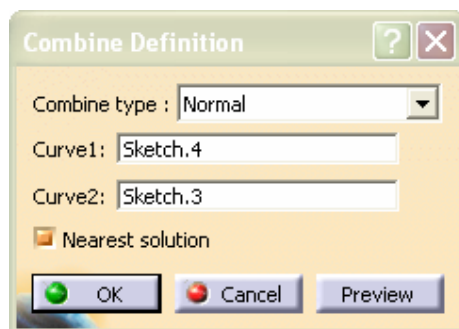 Combine Definition ?
Combine type : Normal
Curve1: Sketch.4
Curve2: Sketch.3
Nearest solution
OK Cancel Preview